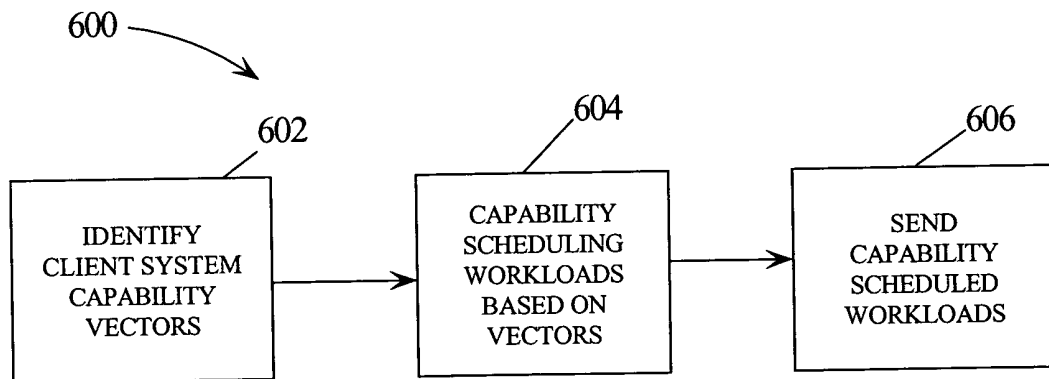 600
602
604
606
IDENTIFY
CLIENT SYSTEM
CAPABILITY
VECTORS
CAPABILITY
SCHEDULING
WORKLOADS
BASED ON
VECTORS
SEND
CAPABILITY
SCHEDULED
WORKLOADS